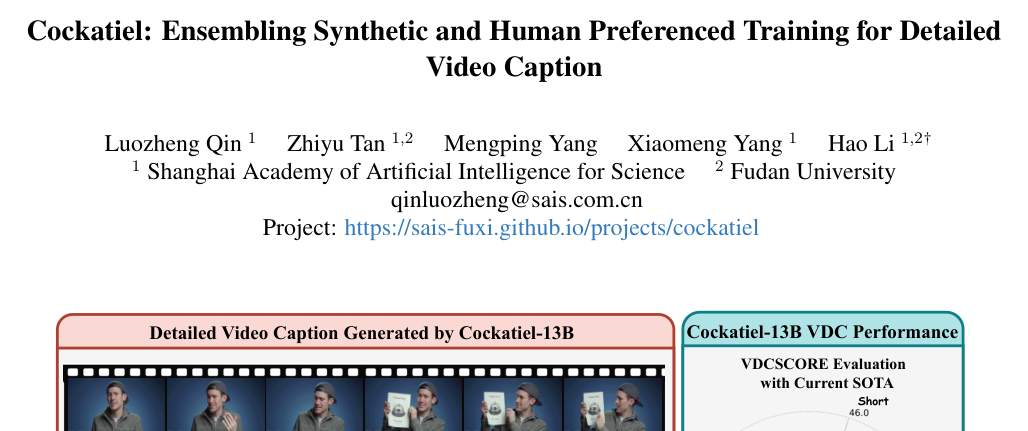 Cockatiel: Ensembling Synthetic and Human Preferenced Training for Detailed
Video Caption
Luozheng Qin 1 Zhiyu Tan 1,2 Mengping Yang Xiaomeng Yang 1 Hao Li 1,2†
1 Shanghai Academy of Artificial Intelligence for Science 2 Fudan University
qinluozheng@sais.com.cn
Project: https://sais-fuxi.github.io/projects/cockatiel
Detailed Video Caption Generated by Cockatiel-13B
Cockatiel-13B VDC Performance
VDCSCORE Evaluation
with Current SOTA
Short
46.0